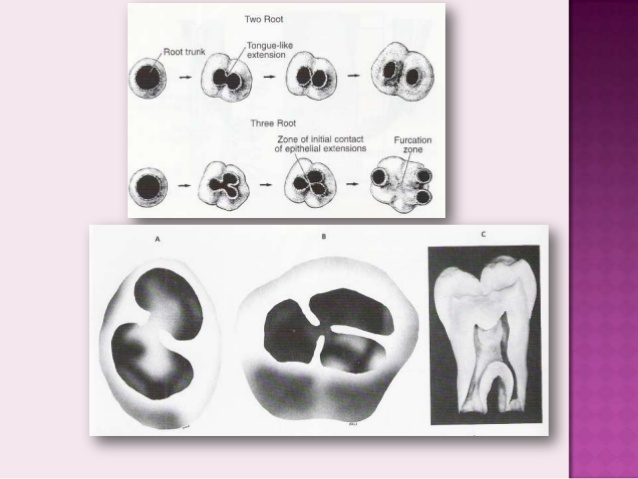 Two Root
Root trunk
Tongue-like
extension
Three Root
Zone of initial contact
of epithelial extensions
Furcation
zone
A
B
C